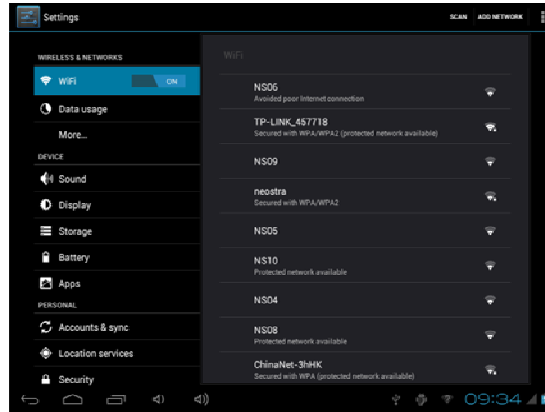 Settings
SCAN ADD NETWORK
WIRELESS & NETWORKS
WiFi ON
Data usage
More...
DEVICE
Sound
Display
Storage
Battery
Apps
PERSONAL
Accounts & sync
Location services
Security
WiFi
NS06
Avoided poor Internet connection
TP-LINK_457718
Secured with WPA/WPA2 (protected network available)
NS09
neostra
Secured with WPA/WPA2
NS05
NS10
Protected network available
NS04
NS08
Protected network available
ChinaNet-3hHK
Secured with WPA (protected network available)
09:34